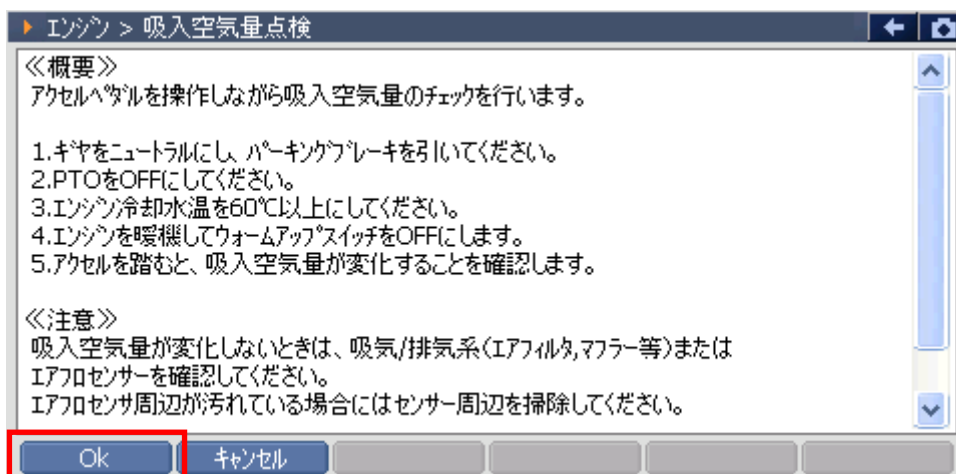 エンジン > 吸入空気量点検
≪概要≫
アクセルペダルを操作しながら吸入空気量のチェックを行います。
1.ギヤをニュートラルにし、パーキングブレーキを引いてください。
2.PTOをOFFにしてください。
3.エンジン冷却水温を60℃以上にしてください。
4.エンジンを暖機してウォームアップスイッチをOFFにします。
5.アクセルを踏むと、吸入空気量が変化することを確認します。
≪注意≫
吸入空気量が変化しないときは、吸気/排気系(エアフィルタ,マフラー等)または
エアフロセンサーを確認してください。
エアフロセンサ周辺が汚れている場合にはセンサー周辺を掃除してください。
Ok キャンセル